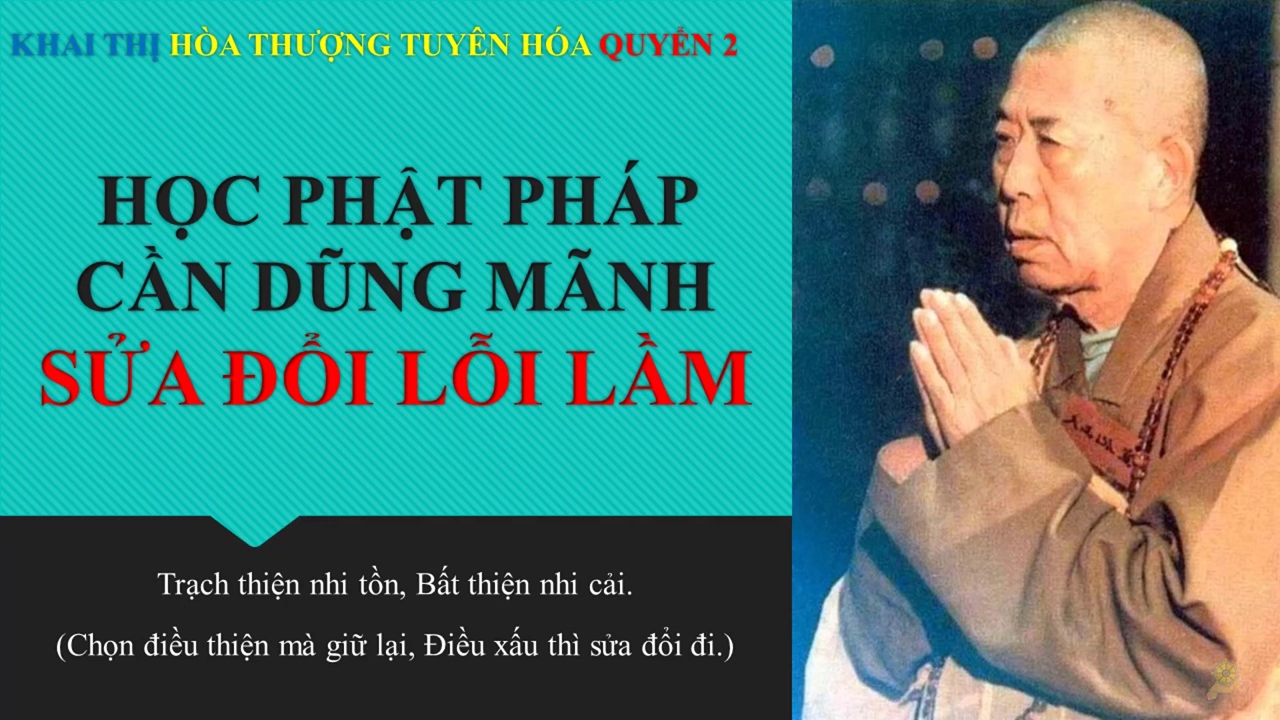 KHAI THỊ HÒA THƯỢNG TUYÊN HÓA QUYỂN 2
HỌC PHẬT PHÁP
CẦN DŨNG MÃNH
SỬA ĐỔI LỖI LẦM
Trạch thiện nhi tồn, Bất thiện nhi cải.
(Chọn điều thiện mà giữ lại, Điều xấu thì sửa đổi đi.)